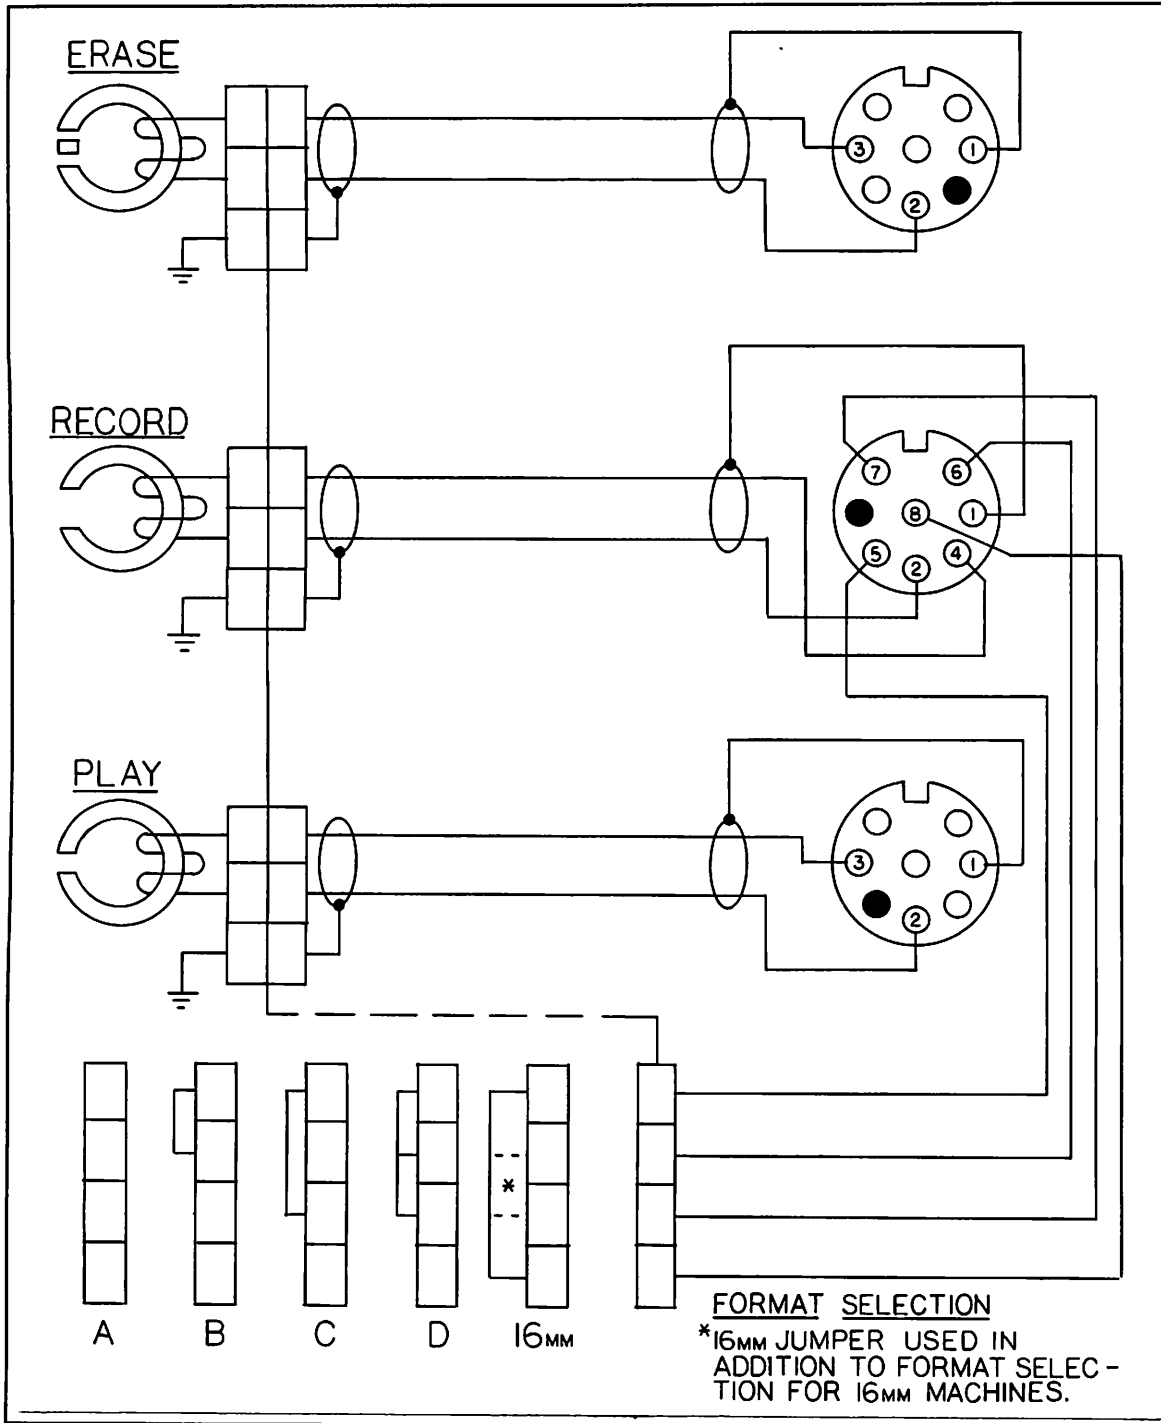 ERASE
3
1
2
RECORD
7
6
8
1
5
4
2
PLAY
3
1
2
*
A
B
C
D
16MM
FORMAT SELECTION
*16MM JUMPER USED IN
ADDITION TO FORMAT SELEC-
TION FOR 16MM MACHINES.